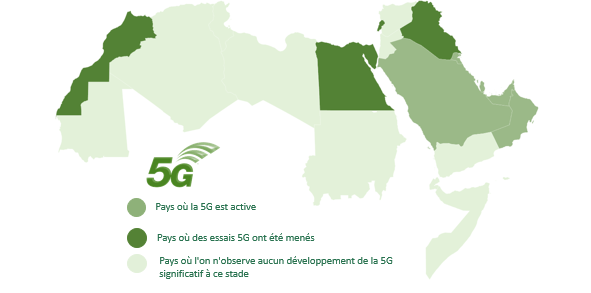 5G
Pays où la 5G est active
Pays où des essais 5G ont été menés
Pays où l'on n'observe aucun développement de la 5G
significatif à ce stade